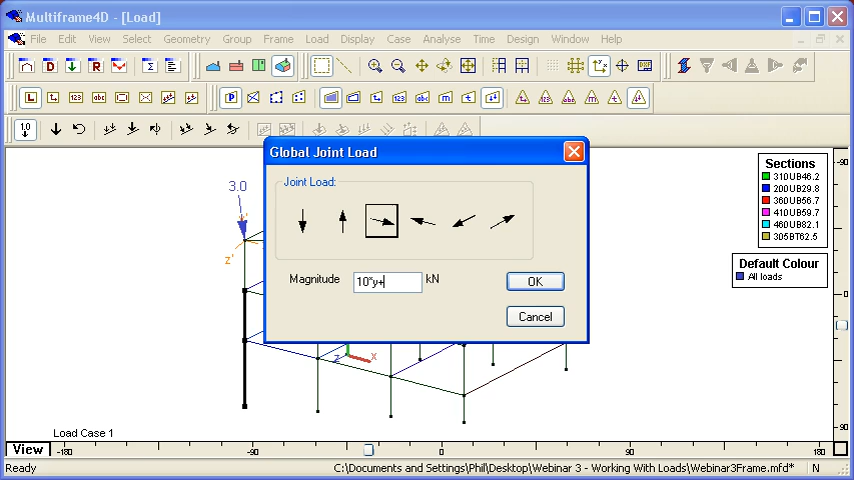 Multiframe4D - [Load]
File Edit View Select Geometry Group Frame Load Display Case Analyse Time Design Window Help
3.0
z'
Global Joint Load
Joint Load:
Magnitude 10*y+ kN
OK
Cancel
Sections
310UB46.2
200UB29.8
360UB56.7
410UB59.7
460UB82.1
305BT62.5
Default Colour
All loads
-90
0
90
z x
Load Case 1
View -180 -90 0 90 180
Ready C:\Documents and Settings\Phil\Desktop\Webinar 3 - Working With Loads\Webinar3Frame.mfd* N